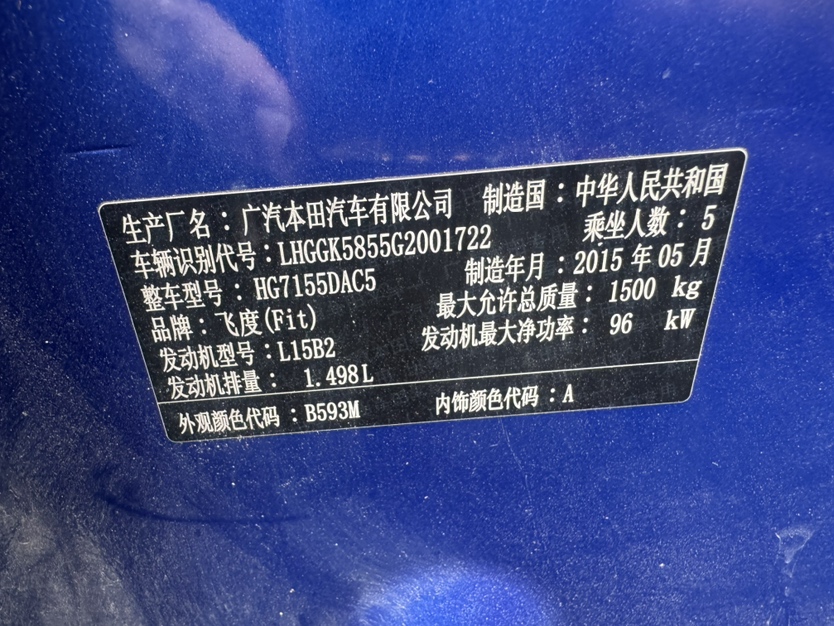 生产厂名：广汽本田汽车有限公司 制造国：中华人民共和国
车辆识别代号：LHGGK5855G2001722 乘坐人数：5
整车型号：HG7155DAC5 制造年月：2015 年 05 月
品牌：飞度(Fit) 最大允许总质量：1500 kg
发动机型号：L15B2 发动机最大净功率：96 kW
发动机排量：1.498L
外观颜色代码：B593M 内饰颜色代码：A